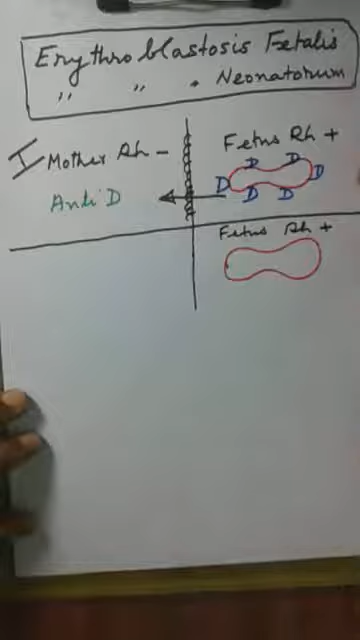 Erythroblastosis Fetalis
" " " Neonatorum
I Mother Rh -
Fetus Rh +
D D
D D
D D
Anti D
Fetus Rh +